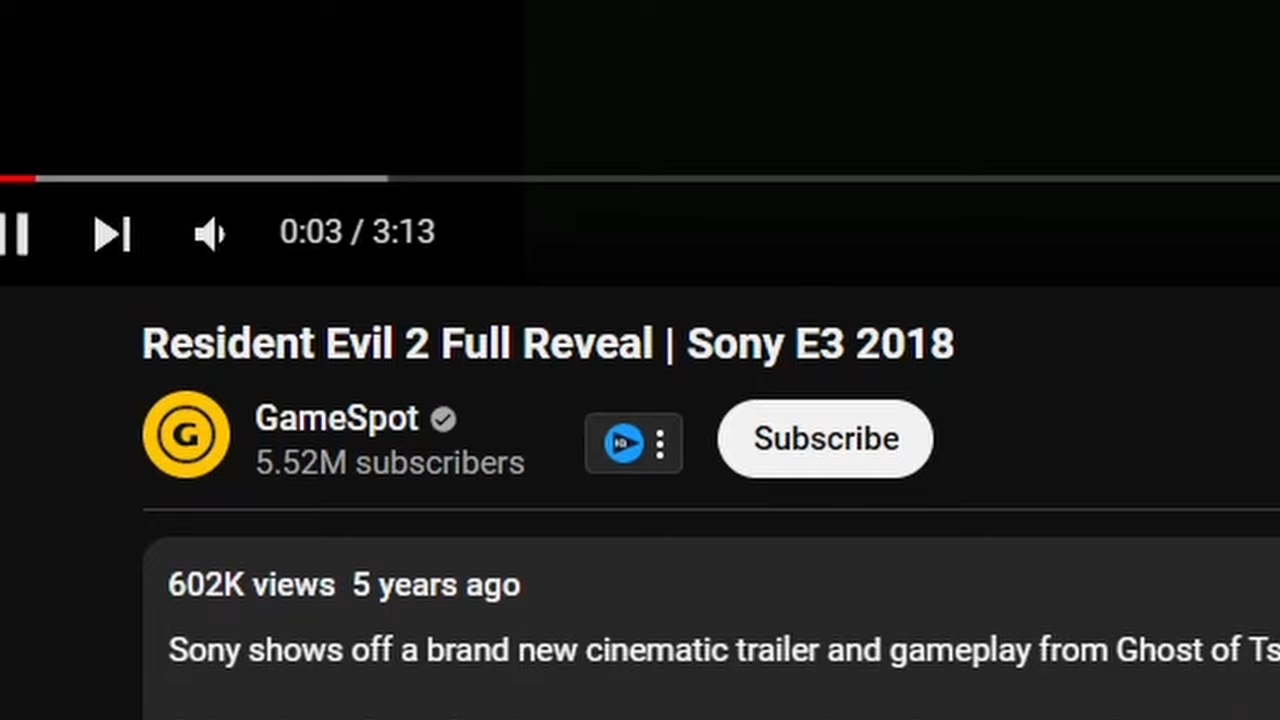 0:03 / 3:13
Resident Evil 2 Full Reveal | Sony E3 2018
G
GameSpot
5.52M subscribers
HD
Subscribe
602K views 5 years ago
Sony shows off a brand new cinematic trailer and gameplay from Ghost of Ts